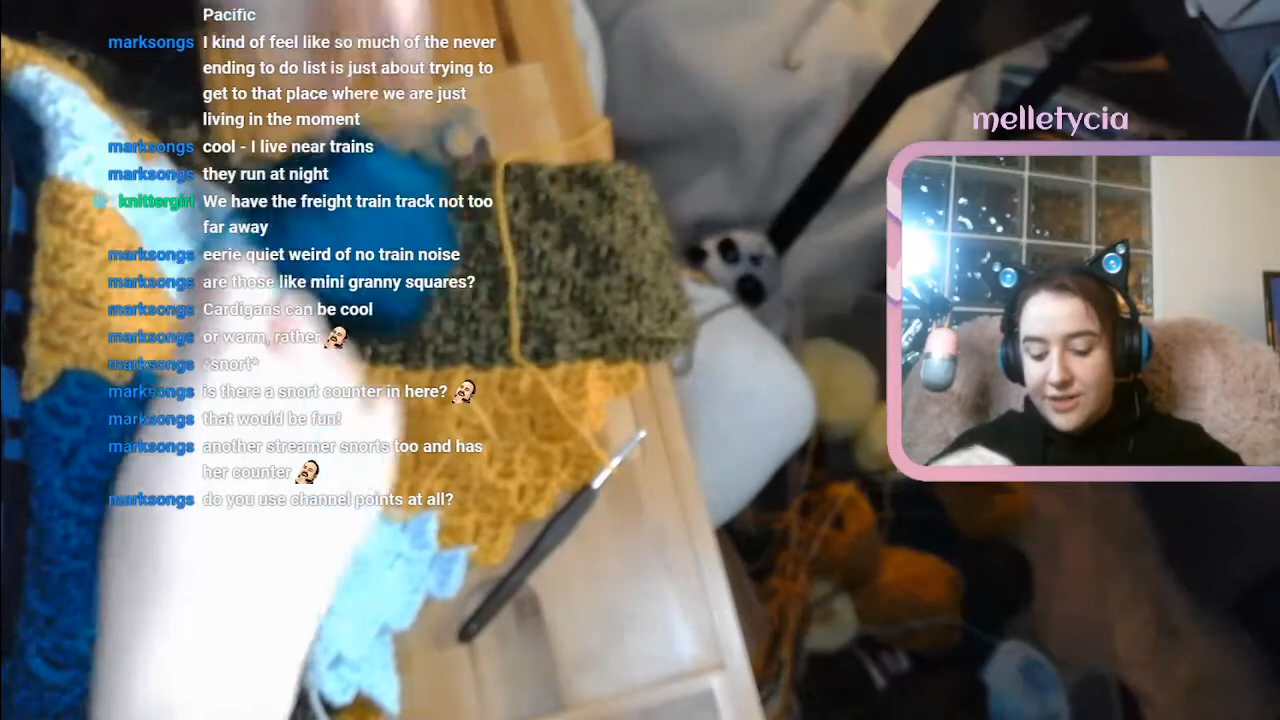 Pacific
marksongs I kind of feel like so much of the never
ending to do list is just about trying to
get to that place where we are just
living in the moment
marksongs cool - I live near trains
marksongs they run at night
knittergirl We have the freight train track not too
far away
marksongs eerie quiet weird of no train noise
marksongs are those like mini granny squares?
marksongs Cardigans can be cool
marksongs or warm, rather
marksongs *snort*
marksongs is there a snort counter in here?
marksongs that would be fun!
marksongs another streamer snorts too and has
her counter
marksongs do you use channel points at all?
melletycia